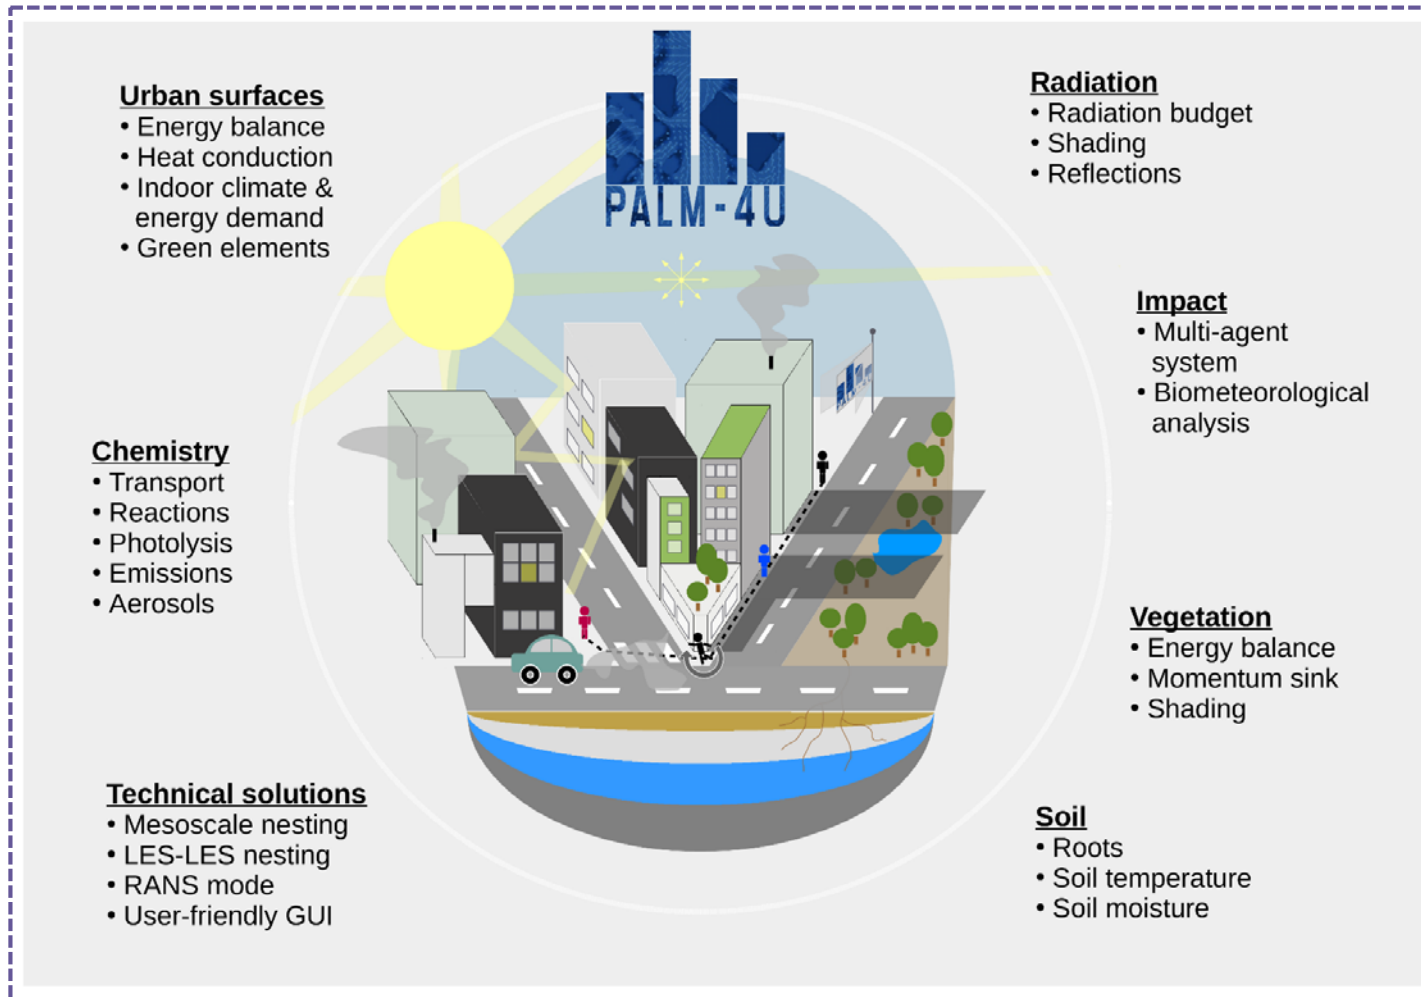 PALM-4U
Urban surfaces
• Energy balance
• Heat conduction
• Indoor climate &
energy demand
• Green elements
Radiation
• Radiation budget
• Shading
• Reflections
Impact
• Multi-agent
system
• Biometeorological
analysis
Chemistry
• Transport
• Reactions
• Photolysis
• Emissions
• Aerosols
Vegetation
• Energy balance
• Momentum sink
• Shading
Technical solutions
• Mesoscale nesting
• LES-LES nesting
• RANS mode
• User-friendly GUI
Soil
• Roots
• Soil temperature
• Soil moisture